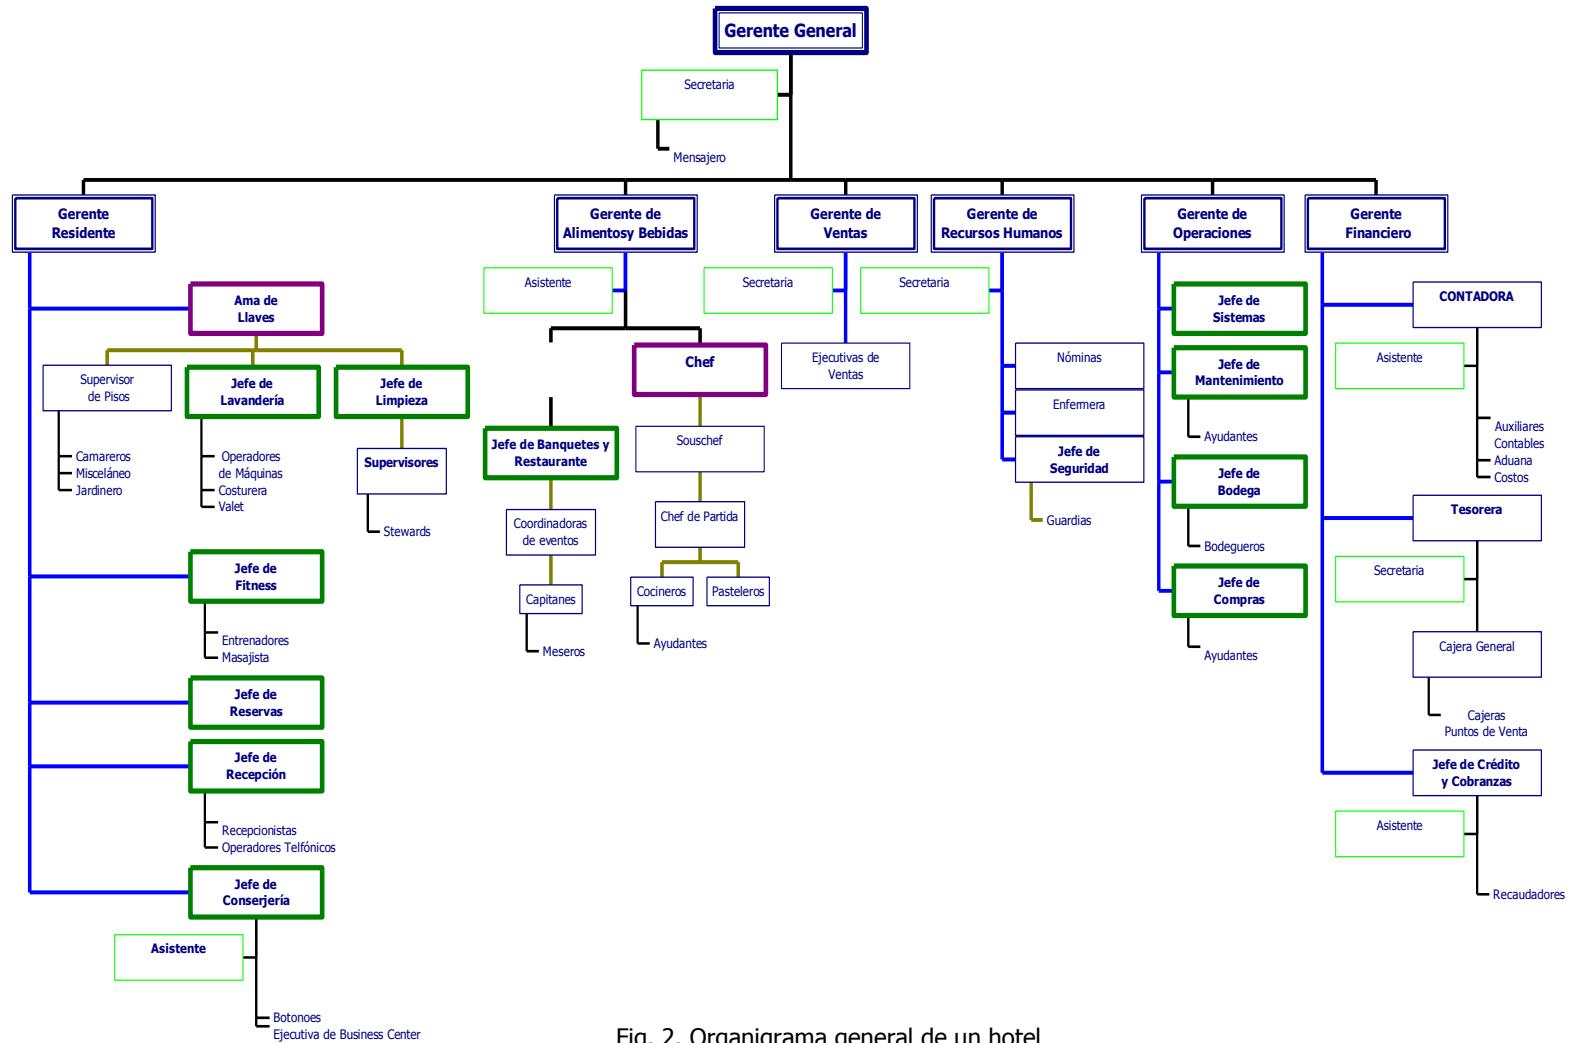 Gerente General
Secretaria
Mensajero
Gerente
Residente
Gerente de
Alimentosy Bebidas
Gerente de
Ventas
Gerente de
Recursos Humanos
Gerente de
Operaciones
Gerente
Financiero
Ama de
Llaves
Supervisor
de Pisos
Camareros
Misceláneo
Jardinero
Jefe de
Lavandería
Operadores
de Máquinas
Costurera
Valet
Jefe de
Limpieza
Supervisores
Stewards
Jefe de
Fitness
Entrenadores
Masajista
Jefe de
Reservas
Jefe de
Recepción
Recepcionistas
Operadores Telfónicos
Jefe de
Conserjería
Asistente
Botonoes
Ejecutiva de Business Center
Asistente
Jefe de Banquetes y
Restaurante
Coordinadoras
de eventos
Capitanes
Meseros
Chef
Souschef
Chef de Partida
Cocineros
Pasteleros
Ayudantes
Secretaria
Ejecutivas de
Ventas
Secretaria
Nóminas
Enfermera
Jefe de
Seguridad
Guardias
Jefe de
Sistemas
Jefe de
Mantenimiento
Ayudantes
Jefe de
Bodega
Bodegueros
Jefe de
Compras
Ayudantes
CONTADORA
Asistente
Auxiliares
Contables
Aduana
Costos
Tesorera
Secretaria
Cajera General
Cajeras
Puntos de Venta
Jefe de Crédito
y Cobranzas
Asistente
Recaudadores
Fig. 2. Organigrama general de un hotel